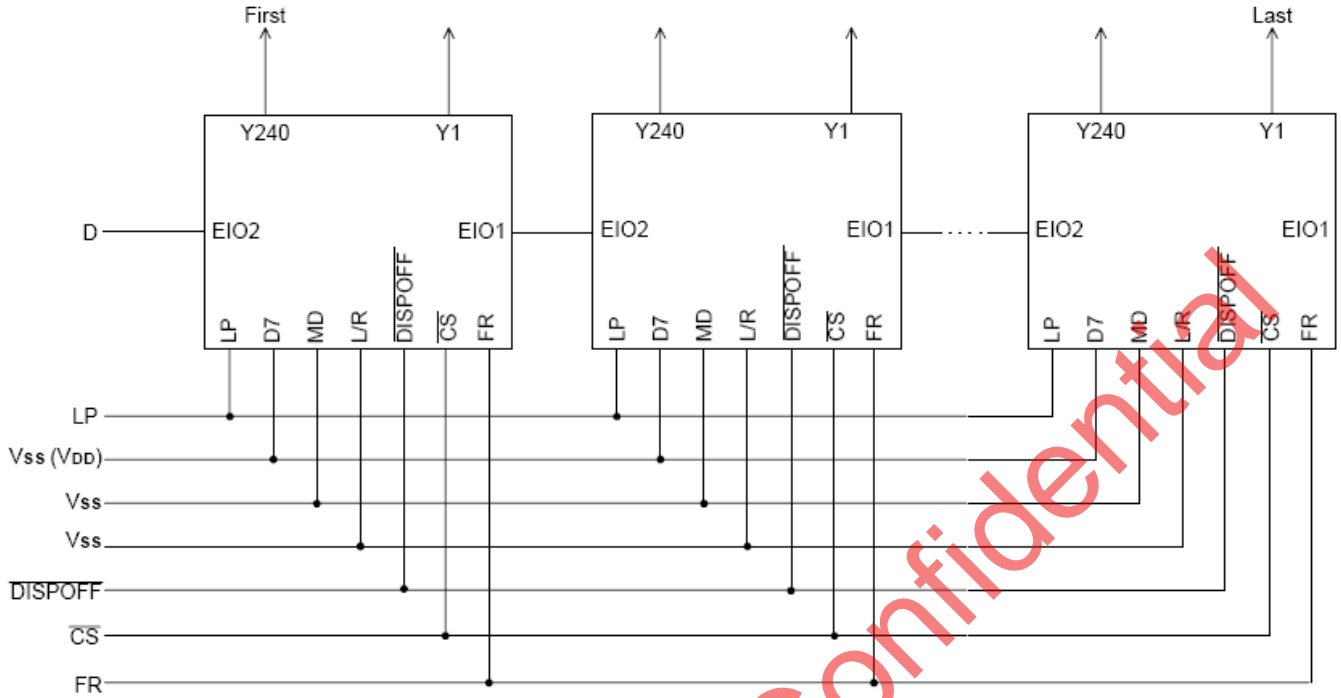 First Last
Y240 Y1 Y240 Y1 Y240 Y1
D EIO2 EIO1 EIO2 EIO1 EIO2 EIO1
LP D7 MD L/R DISPOFF CS FR LP D7 MD L/R DISPOFF CS FR LP D7 MD L/R DISPOFF CS FR
LP
Vss (VDD)
Vss
Vss
DISPOFF
CS
FR
Confidential